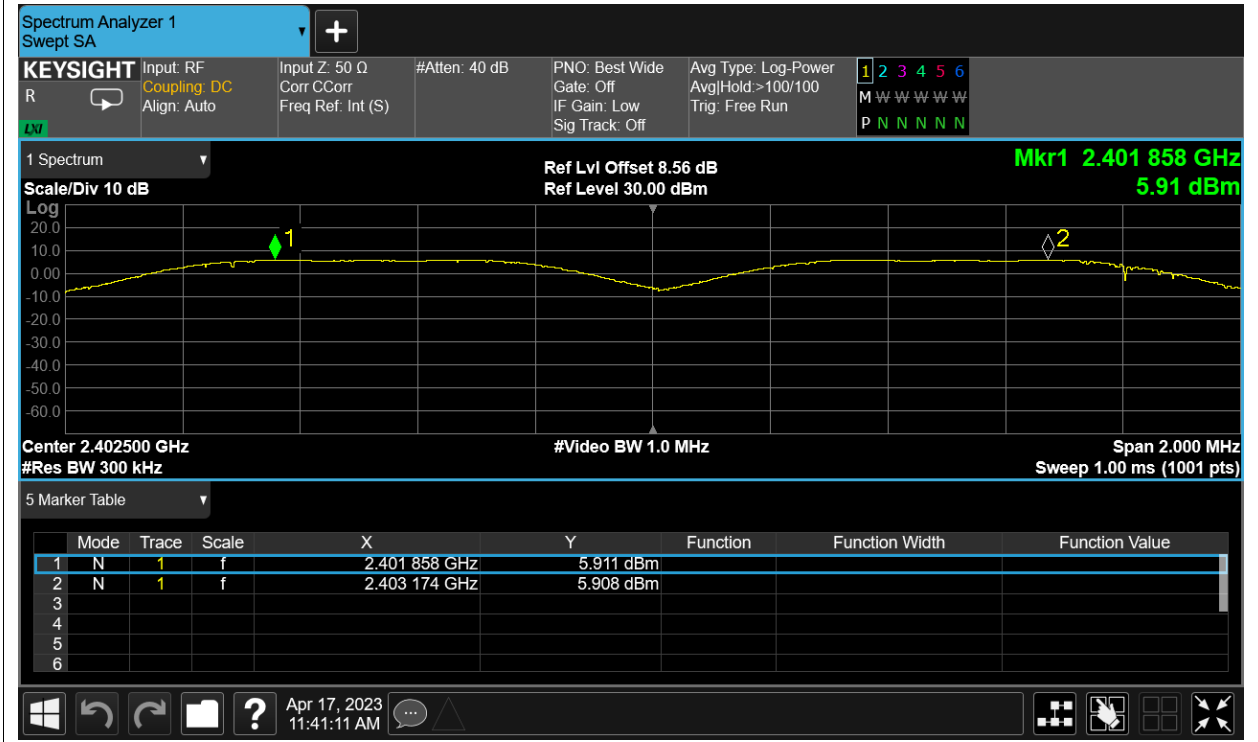 Spectrum Analyzer 1
Swept SA
+
KEYSIGHT Input: RF Input Z: 50 Ω #Atten: 40 dB PNO: Best Wide Avg Type: Log-Power 1 2 3 4 5 6
R Coupling: DC Corr CCorr Gate: Off Avg|Hold:>100/100
Align: Auto Freq Ref: Int (S) IF Gain: Low Trig: Free Run M W W W W W
LXI Sig Track: Off P N N N N N
1 Spectrum Ref Lvl Offset 8.56 dB Mkr1 2.401 858 GHz
Scale/Div 10 dB Ref Level 30.00 dBm 5.91 dBm
Log
20.0
10.0
0.00
-10.0
-20.0
-30.0
-40.0
-50.0
-60.0
1
2
Center 2.402500 GHz #Video BW 1.0 MHz Span 2.000 MHz
#Res BW 300 kHz Sweep 1.00 ms (1001 pts)
5 Marker Table
Mode Trace Scale X Y Function Function Width Function Value
1 N 1 f 2.401 858 GHz 5.911 dBm
2 N 1 f 2.403 174 GHz 5.908 dBm
3
4
5
6
? Apr 17, 2023
11:41:11 AM